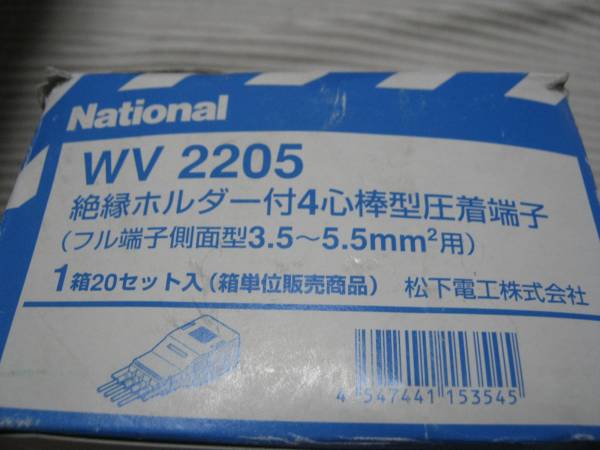 National
WV 2205
絶縁ホルダー付4心棒型圧着端子
(フル端子側面型3.5～5.5mm²用)
1箱20セット入(箱単位販売商品) 松下電工株式会社
4 547441 153545